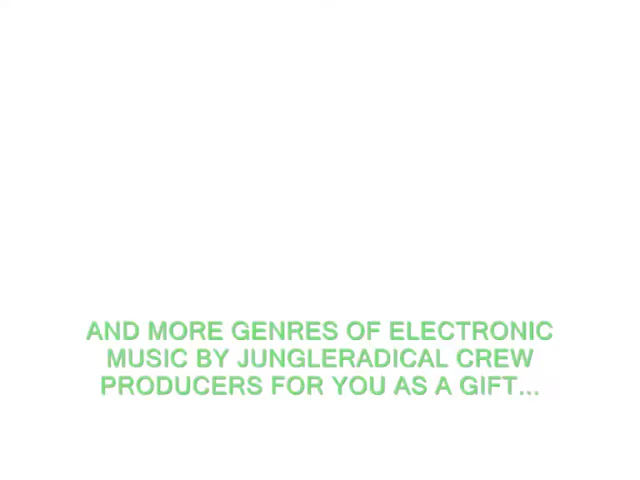 AND MORE GENRES OF ELECTRONIC
MUSIC BY JUNGLERADICAL CREW
PRODUCERS FOR YOU AS A GIFT...